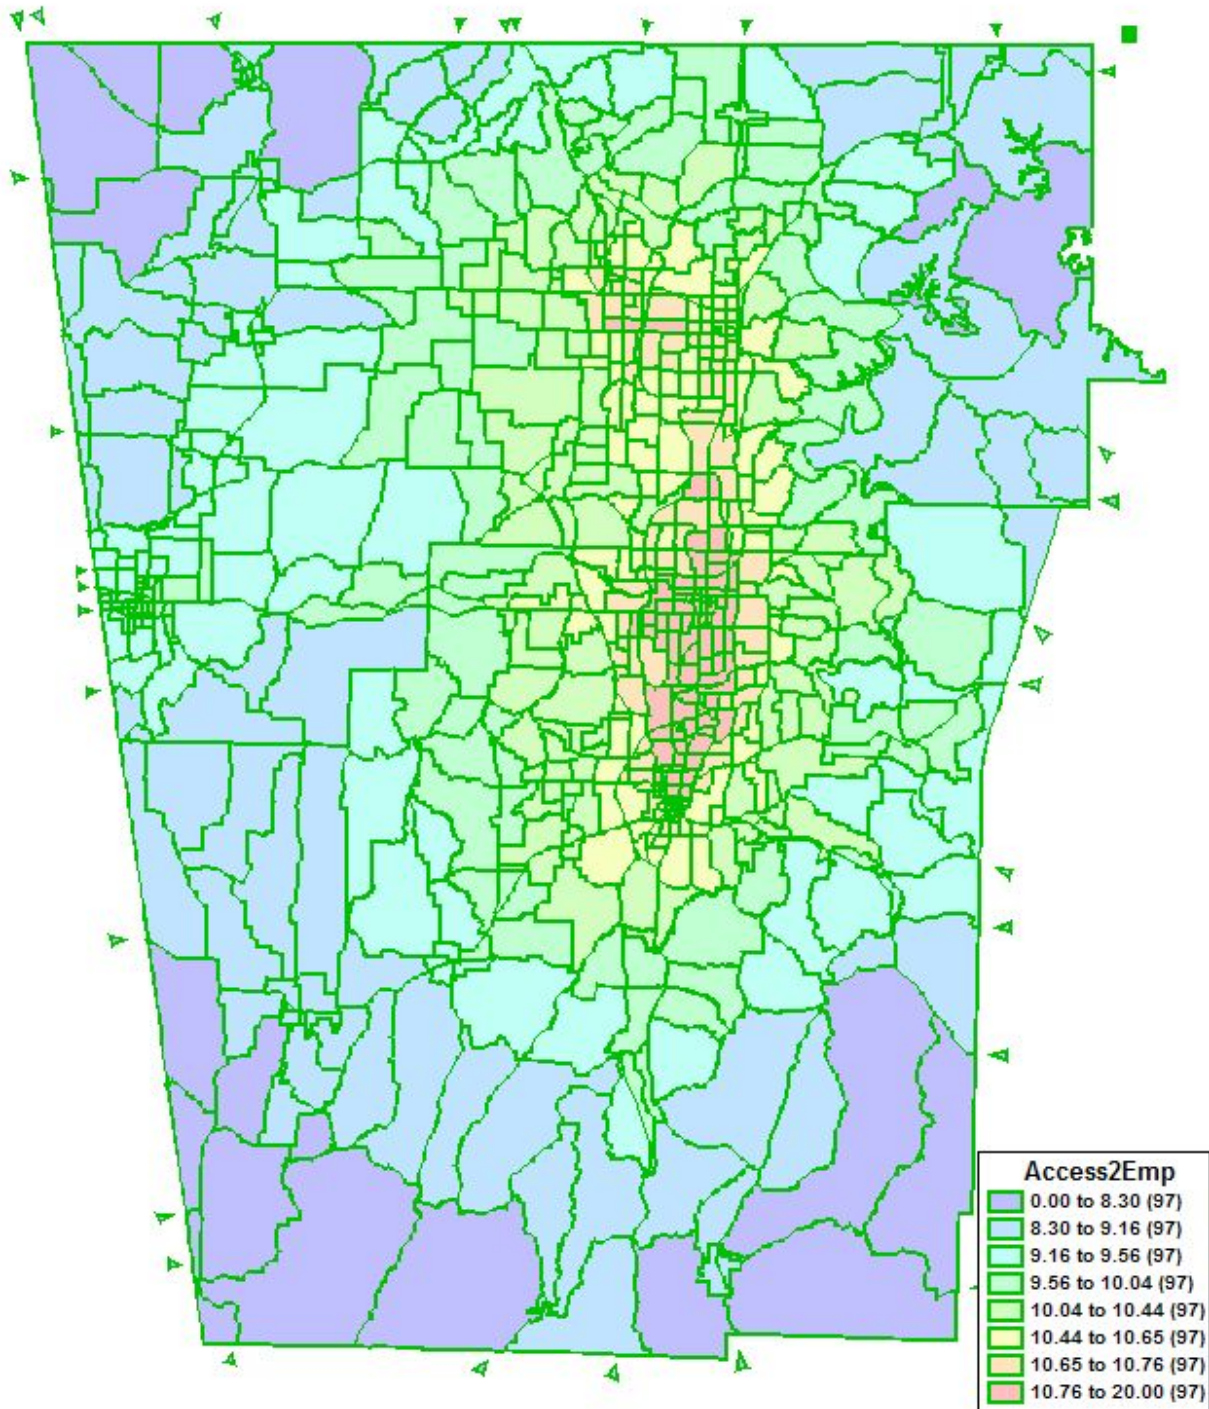 Access2Emp
0.00 to 8.30 (97)
8.30 to 9.16 (97)
9.16 to 9.56 (97)
9.56 to 10.04 (97)
10.04 to 10.44 (97)
10.44 to 10.65 (97)
10.65 to 10.76 (97)
10.76 to 20.00 (97)